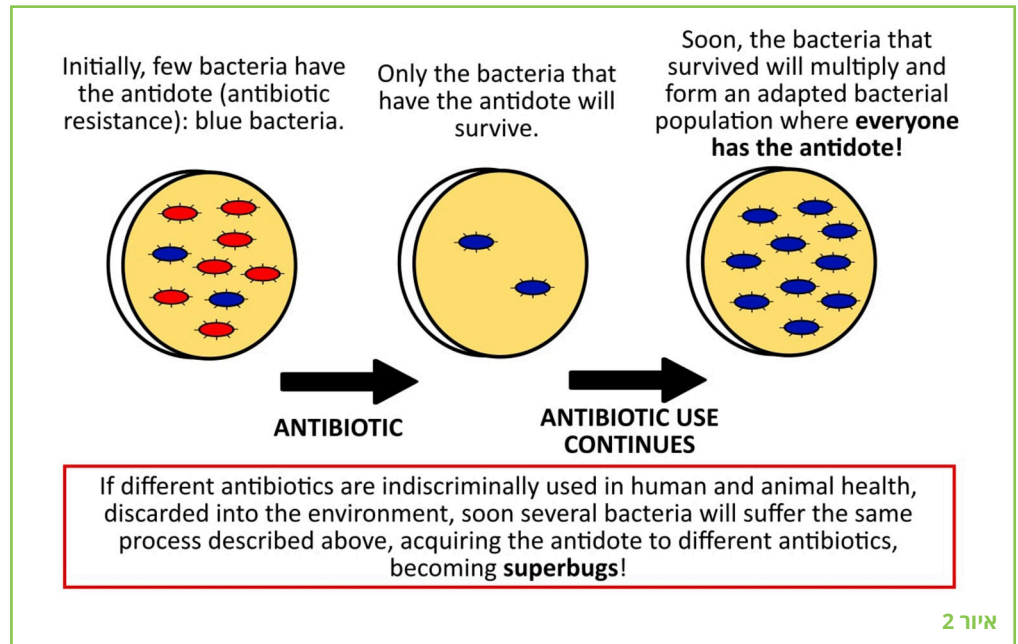 Initially, few bacteria have
the antidote (antibiotic
resistance): blue bacteria.
Only the bacteria that
have the antidote will
survive.
Soon, the bacteria that
survived will multiply and
form an adapted bacterial
population where everyone
has the antidote!
ANTIBIOTIC
ANTIBIOTIC USE
CONTINUES
If different antibiotics are indiscriminally used in human and animal health,
discarded into the environment, soon several bacteria will suffer the same
process described above, acquiring the antidote to different antibiotics,
becoming superbugs!
איור 2